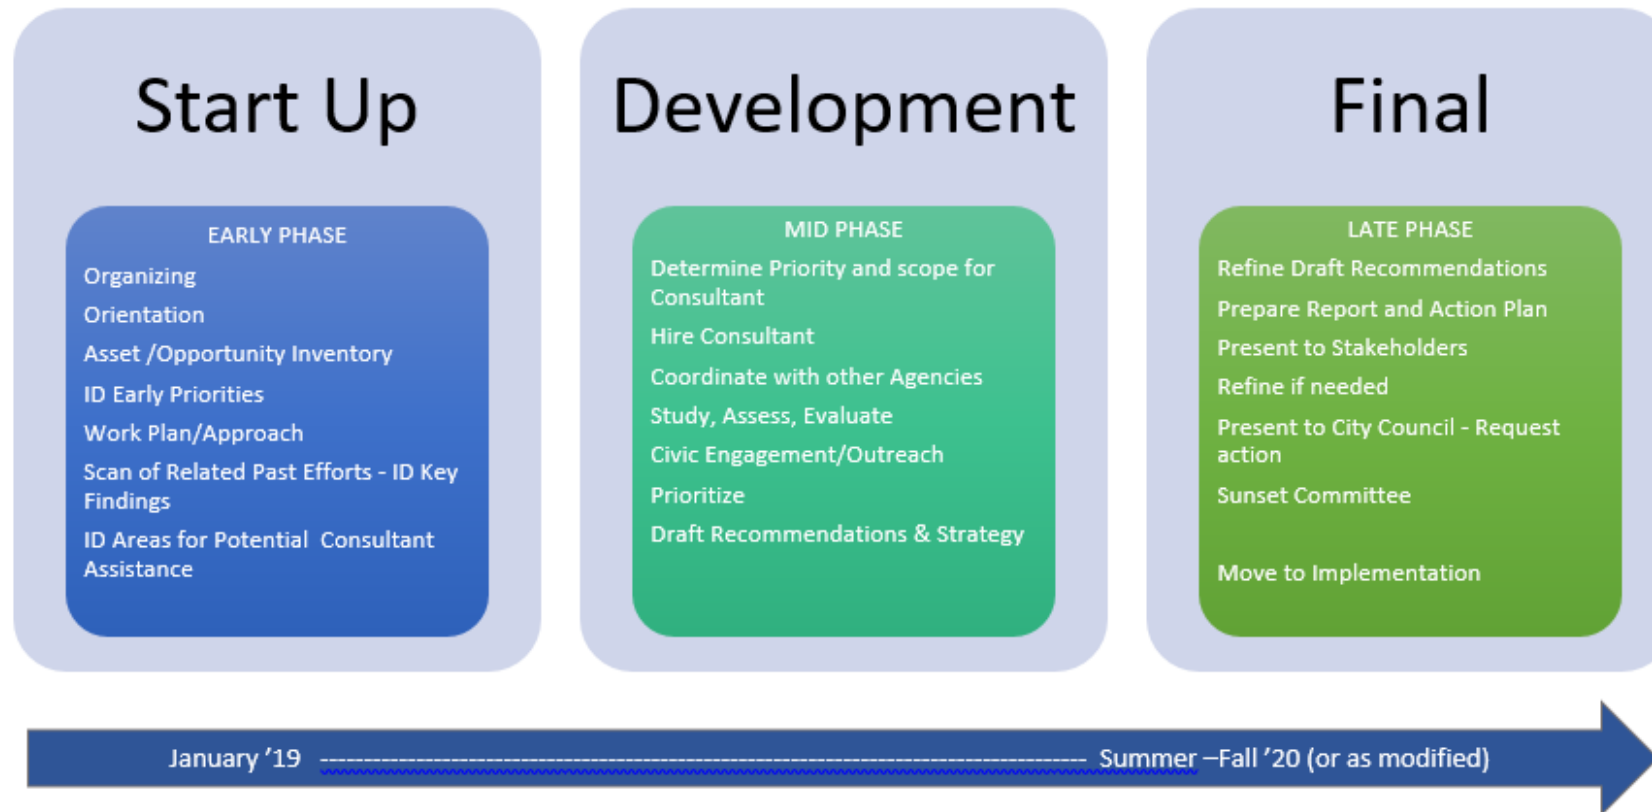 Start Up
EARLY PHASE
Organizing
Orientation
Asset /Opportunity Inventory
ID Early Priorities
Work Plan/Approach
Scan of Related Past Efforts - ID Key
Findings
ID Areas for Potential  Consultant
Assistance
Development
MID PHASE
Determine Priority and scope for
Consultant
Hire Consultant
Coordinate with other Agencies
Study, Assess, Evaluate
Civic Engagement/Outreach
Prioritize
Draft Recommendations & Strategy
Final
LATE PHASE
Refine Draft Recommendations
Prepare Report and Action Plan
Present to Stakeholders
Refine if needed
Present to City Council - Request
action
Sunset Committee
Move to Implementation
January ’19 ---------------------------------------------------------------------------------------- Summer –Fall ’20 (or as modified)